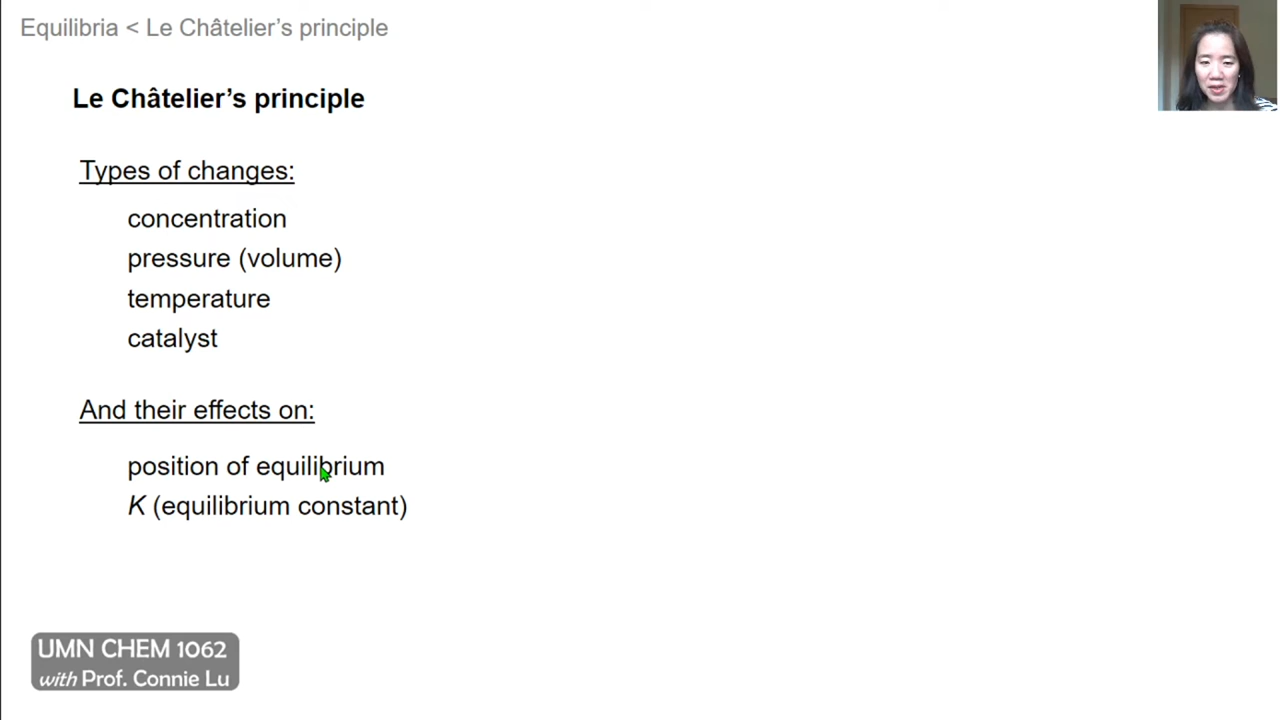 Equilibria < Le Châtelier’s principle
Le Châtelier’s principle
Types of changes:
concentration
pressure (volume)
temperature
catalyst
And their effects on:
position of equilibrium
K (equilibrium constant)
UMN CHEM 1062
with Prof. Connie Lu